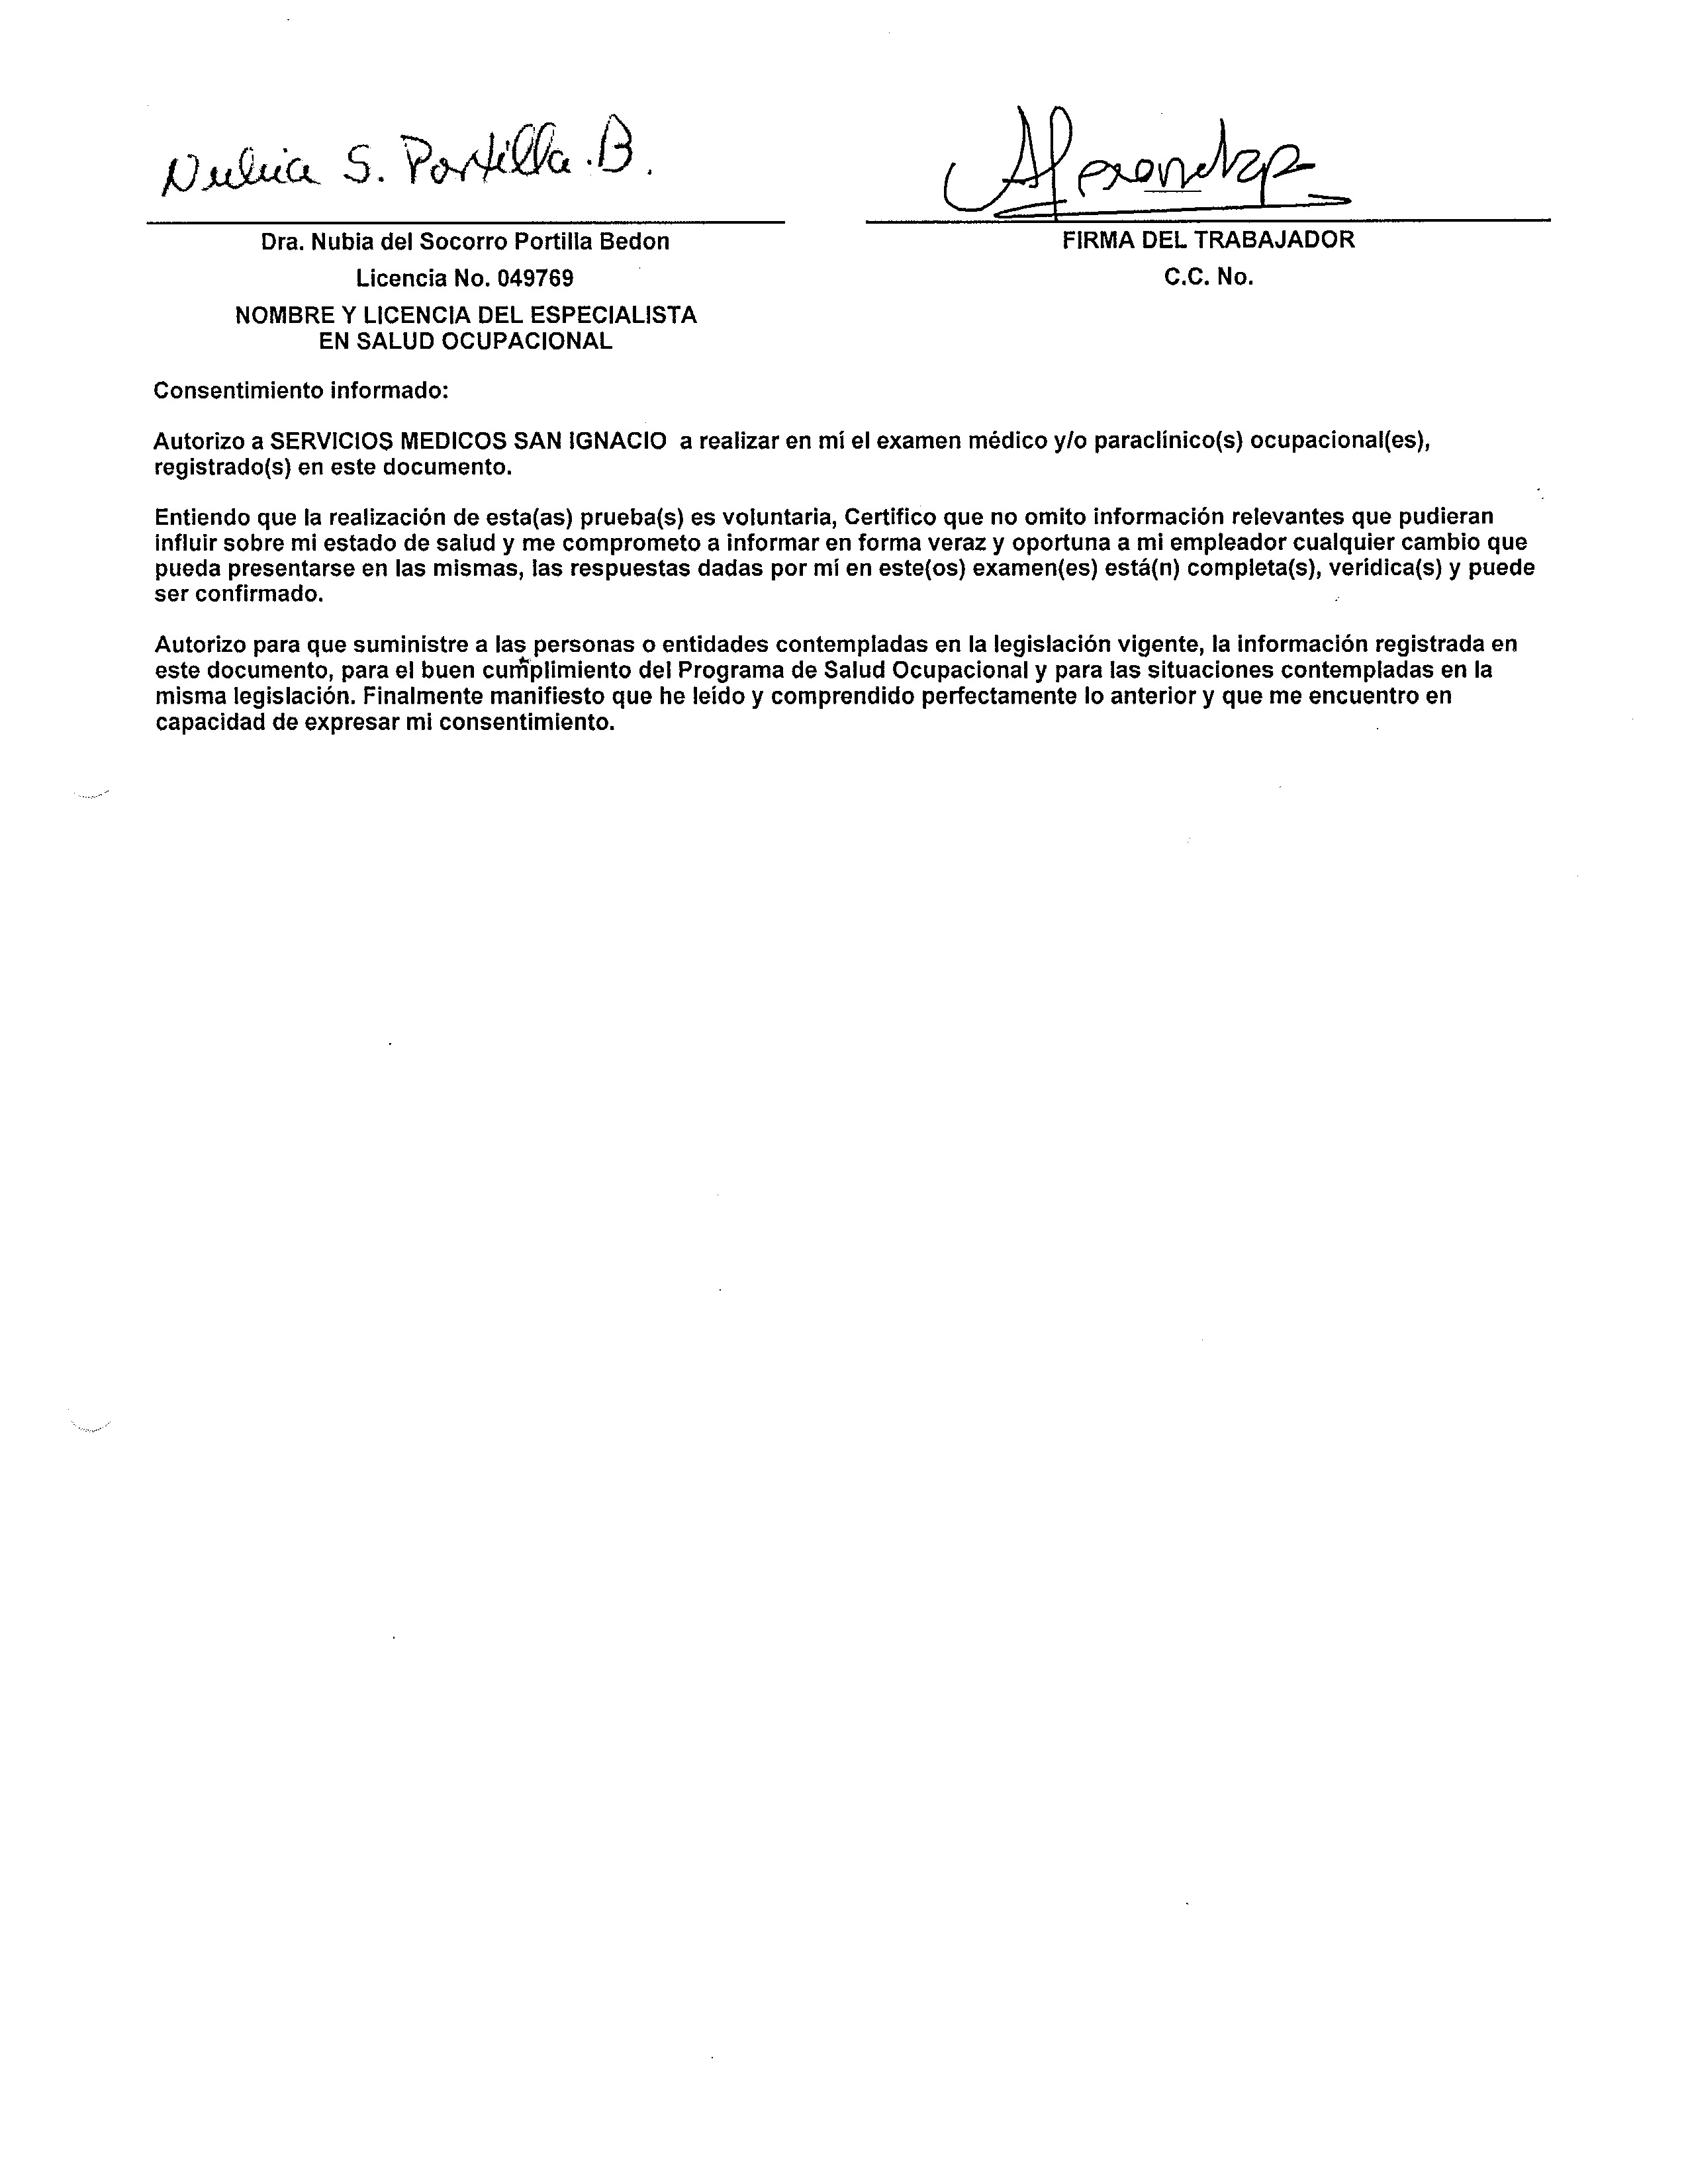 Nubia S. Portilla .B.
Dra. Nubia del Socorro Portilla Bedon
Licencia No. 049769
NOMBRE Y LICENCIA DEL ESPECIALISTA
EN SALUD OCUPACIONAL
FIRMA DEL TRABAJADOR
C.C. No.
Consentimiento informado:
Autorizo a SERVICIOS MEDICOS SAN IGNACIO a realizar en mí el examen médico y/o paraclínico(s) ocupacional(es),
registrado(s) en este documento.
Entiendo que la realización de esta(as) prueba(s) es voluntaria, Certifico que no omito información relevantes que pudieran
influir sobre mi estado de salud y me comprometo a informar en forma veraz y oportuna a mi empleador cualquier cambio que
pueda presentarse en las mismas, las respuestas dadas por mí en este(os) examen(es) está(n) completa(s), verídica(s) y puede
ser confirmado.
Autorizo para que suministre a las personas o entidades contempladas en la legislación vigente, la información registrada en
este documento, para el buen cumplimiento del Programa de Salud Ocupacional y para las situaciones contempladas en la
misma legislación. Finalmente manifiesto que he leído y comprendido perfectamente lo anterior y que me encuentro en
capacidad de expresar mi consentimiento.